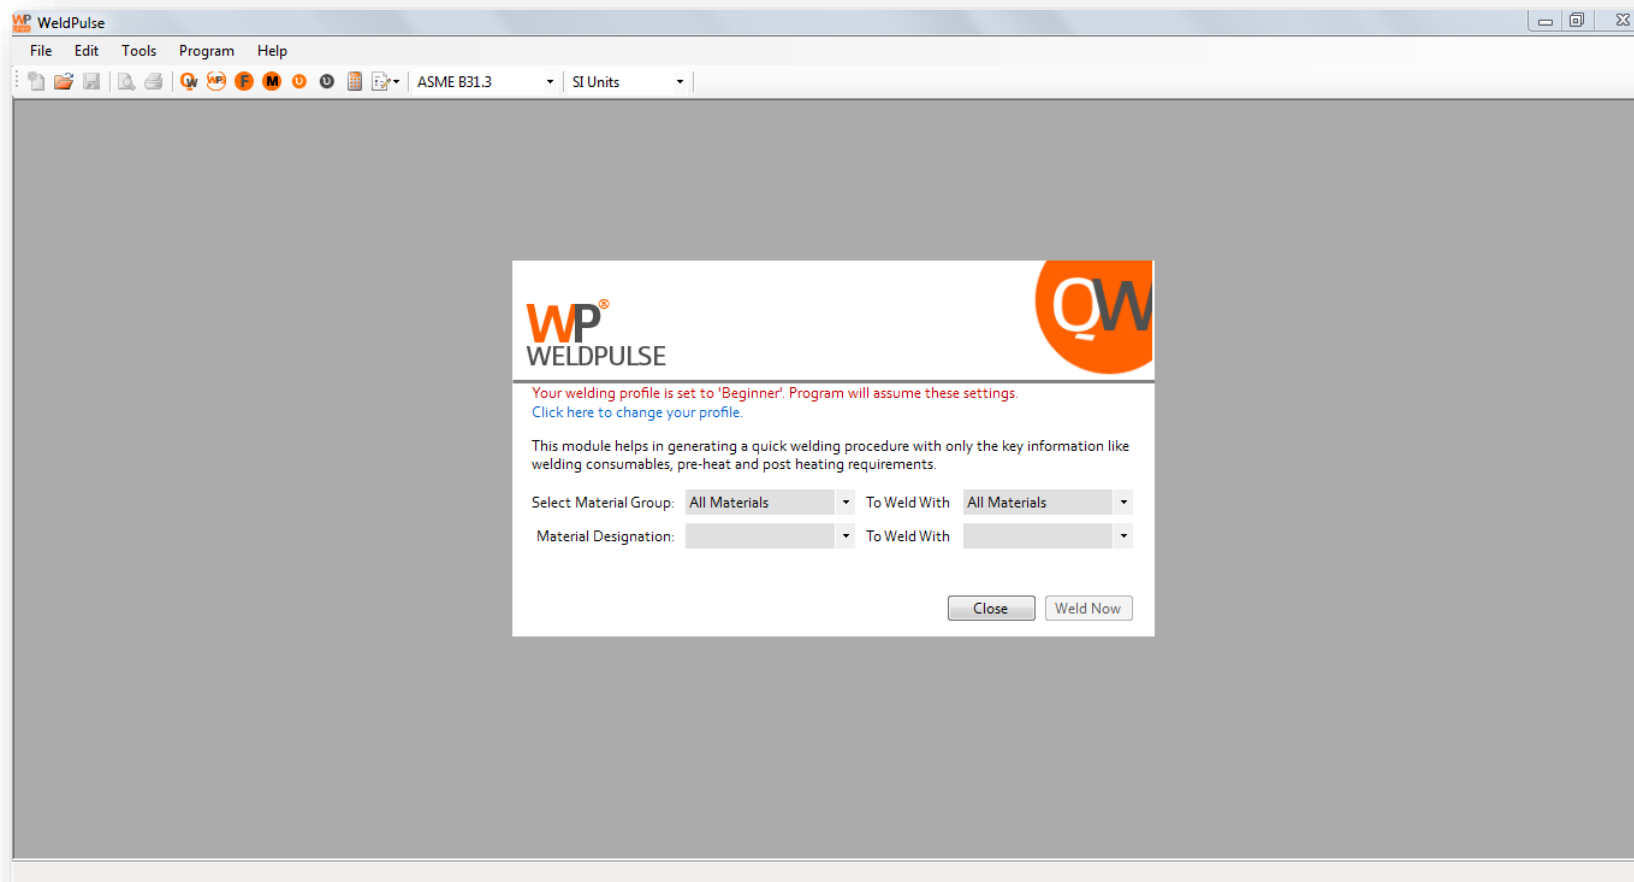 WP WeldPulse
File Edit Tools Program Help
QW WPS F M ASME B31.3 SI Units
WP®
WELDPULSE
QW
Your welding profile is set to 'Beginner'. Program will assume these settings.
Click here to change your profile.
This module helps in generating a quick welding procedure with only the key information like
welding consumables, pre-heat and post heating requirements.
Select Material Group: All Materials To Weld With All Materials
Material Designation: To Weld With
Close Weld Now